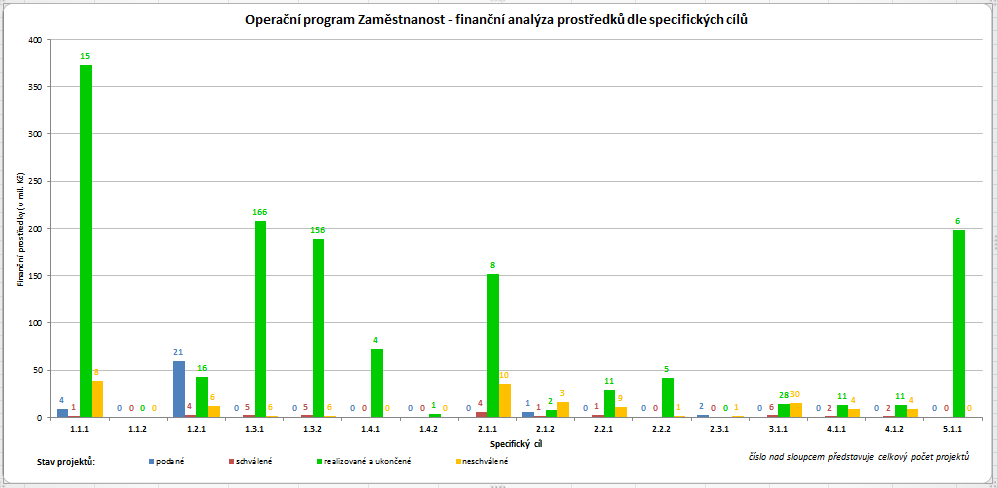 Operační program Zaměstnanost - finanční analýza prostředků dle specifických cílů
Finanční prostředky( v mil. Kč)
400
350
300
250
200
150
100
50
0
4 1 15 8
0 0 0 0
21 4 16 6
0 5 166 6
0 5 156 6
0 0 4 0
0 0 1 0
0 4 8 10
1 1 2 3
0 1 11 9
0 0 5 1
2 0 0 1
0 6 28 30
0 2 11 4
0 2 11 4
0 0 6 0
1.1.1 1.1.2 1.2.1 1.3.1 1.3.2 1.4.1 1.4.2 2.1.1 2.1.2 2.2.1 2.2.2 2.3.1 3.1.1 4.1.1 4.1.2 5.1.1
Specifický cíl
Stav projektů: podané schválené realizované a ukončené neschválené
číslo nad sloupcem představuje celkový počet projektů